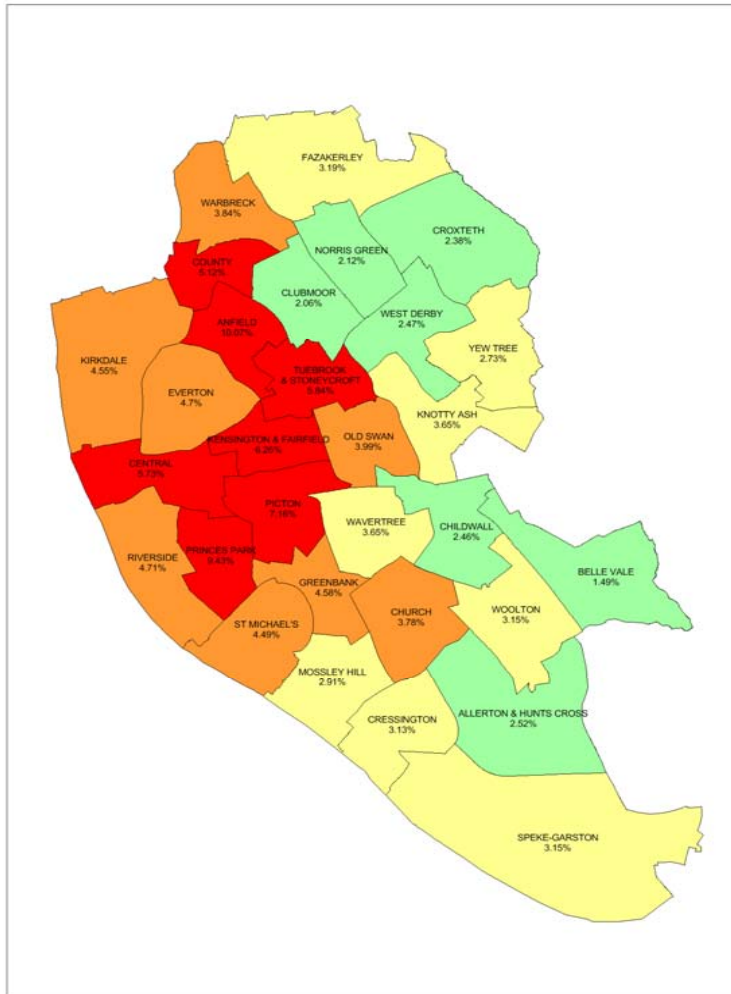 FAZAKERLEY
3.19%
WARBRECK
3.84%
CROXTETH
2.38%
NORRIS GREEN
2.12%
COUNTY
CLUBMOOR
2.06%
WEST DERBY
2.47%
ANFIELD
10.07%
YEW TREE
2.73%
KIRKDALE
4.55%
TUEBROOK
& STONEYCROFT
EVERTON
4.7%
KNOTTY ASH
3.65%
KENSINGTON & FAIRFIELD
OLD SWAN
3.99%
CENTRAL
PICTON
7.16%
WAVERTREE
3.65%
CHILDWALL
2.46%
RIVERSIDE
4.71%
PRINCES PARK
BELLE VALE
1.49%
GREENBANK
4.58%
CHURCH
3.78%
WOOLTON
3.15%
ST MICHAEL'S
4.49%
MOSSLEY HILL
2.91%
CRESSINGTON
3.13%
ALLERTON & HUNTS CROSS
2.52%
SPEKE-GARSTON
3.15%